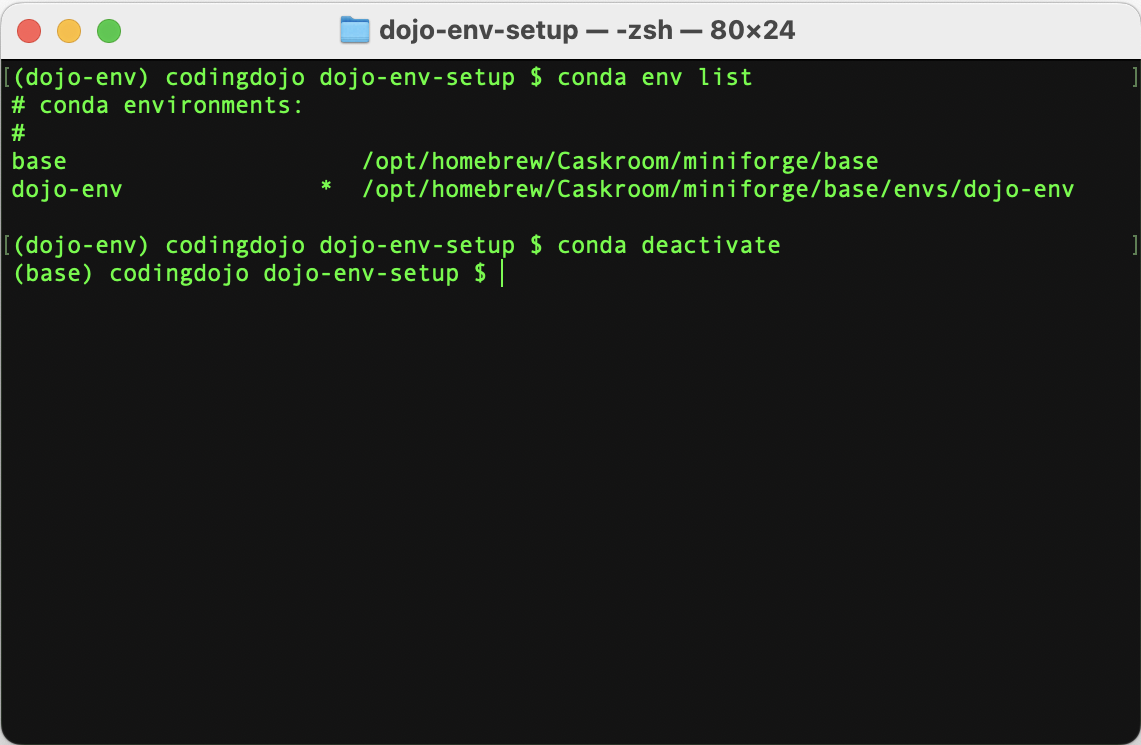 dojo-env-setup — -zsh — 80×24
[(dojo-env) codingdojo dojo-env-setup $ conda env list ]
# conda environments:
#
base                     /opt/homebrew/Caskroom/miniforge/base
dojo-env              *  /opt/homebrew/Caskroom/miniforge/base/envs/dojo-env
[(dojo-env) codingdojo dojo-env-setup $ conda deactivate ]
(base) codingdojo dojo-env-setup $